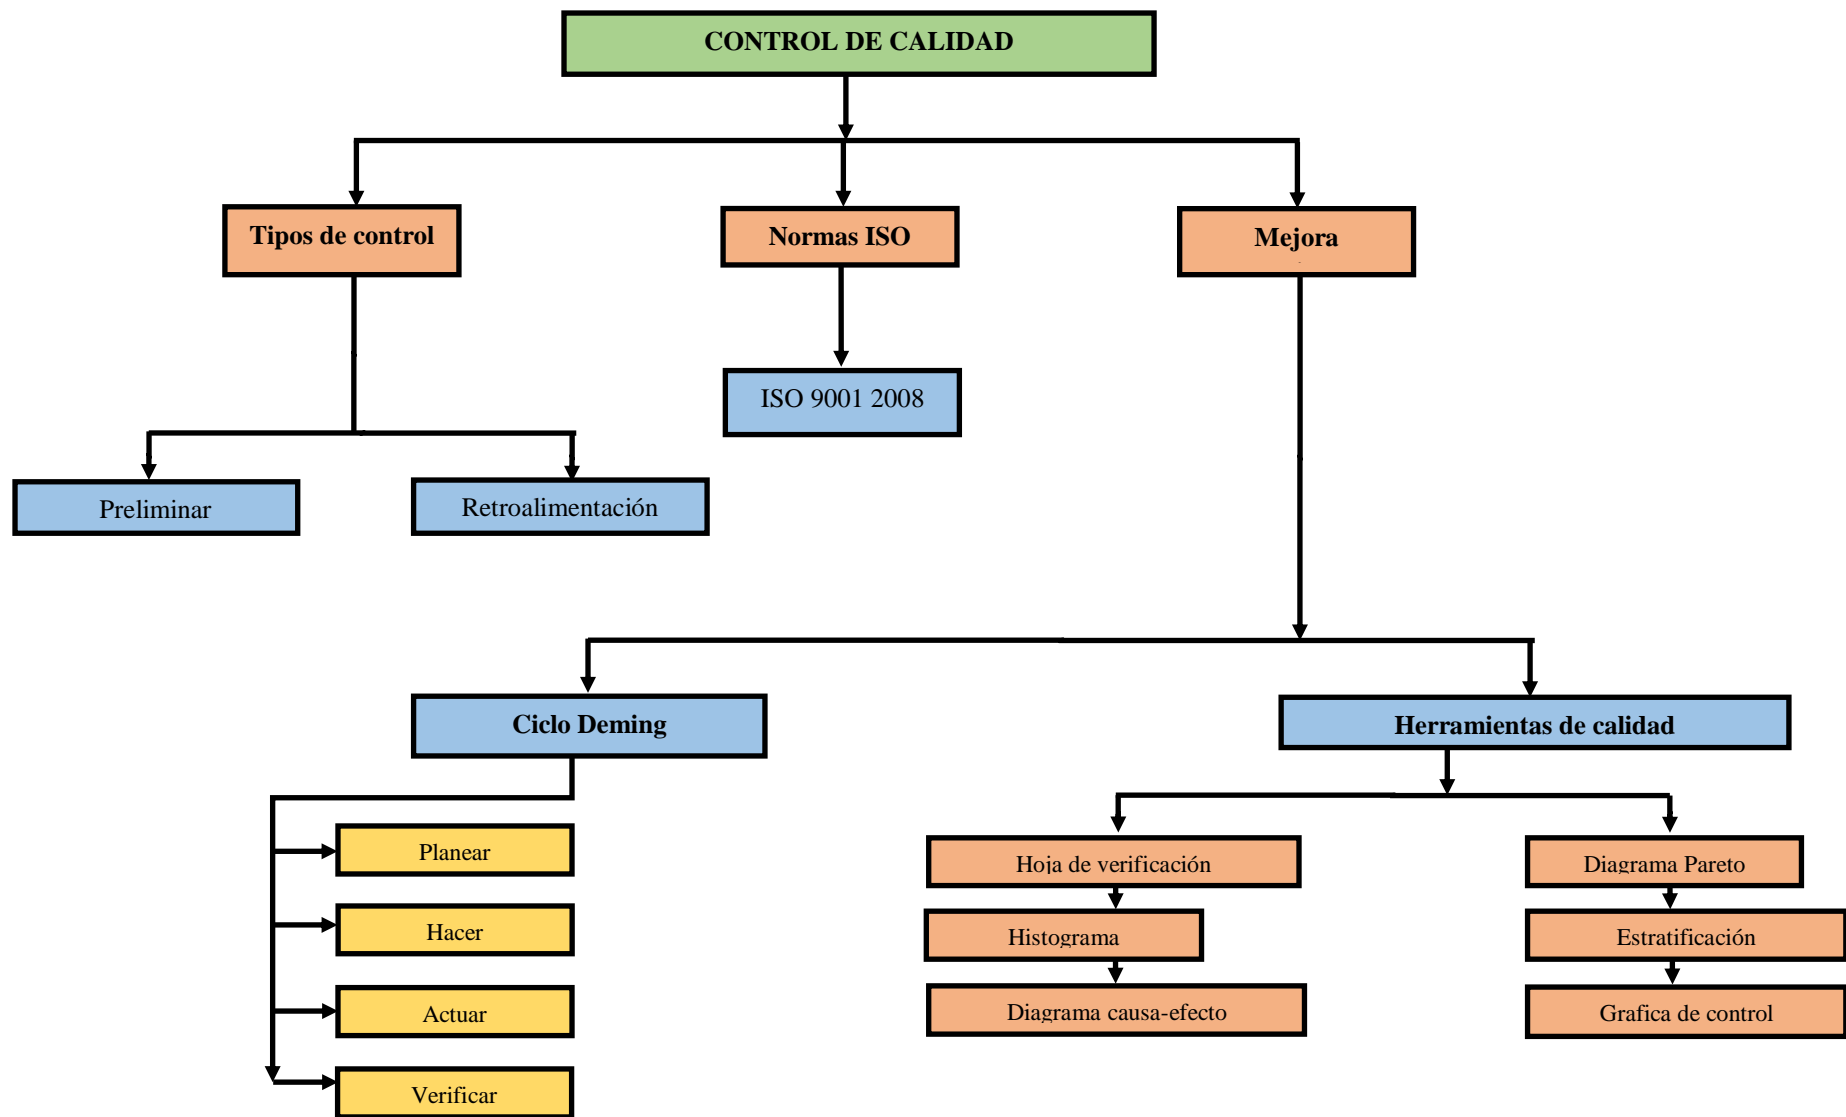 CONTROL DE CALIDAD
Tipos de control
Normas ISO
Mejora
ISO 9001 2008
Preliminar
Retroalimentación
Ciclo Deming
Herramientas de calidad
Planear
Hacer
Actuar
Verificar
Hoja de verificación
Histograma
Diagrama causa-efecto
Diagrama Pareto
Estratificación
Grafica de control